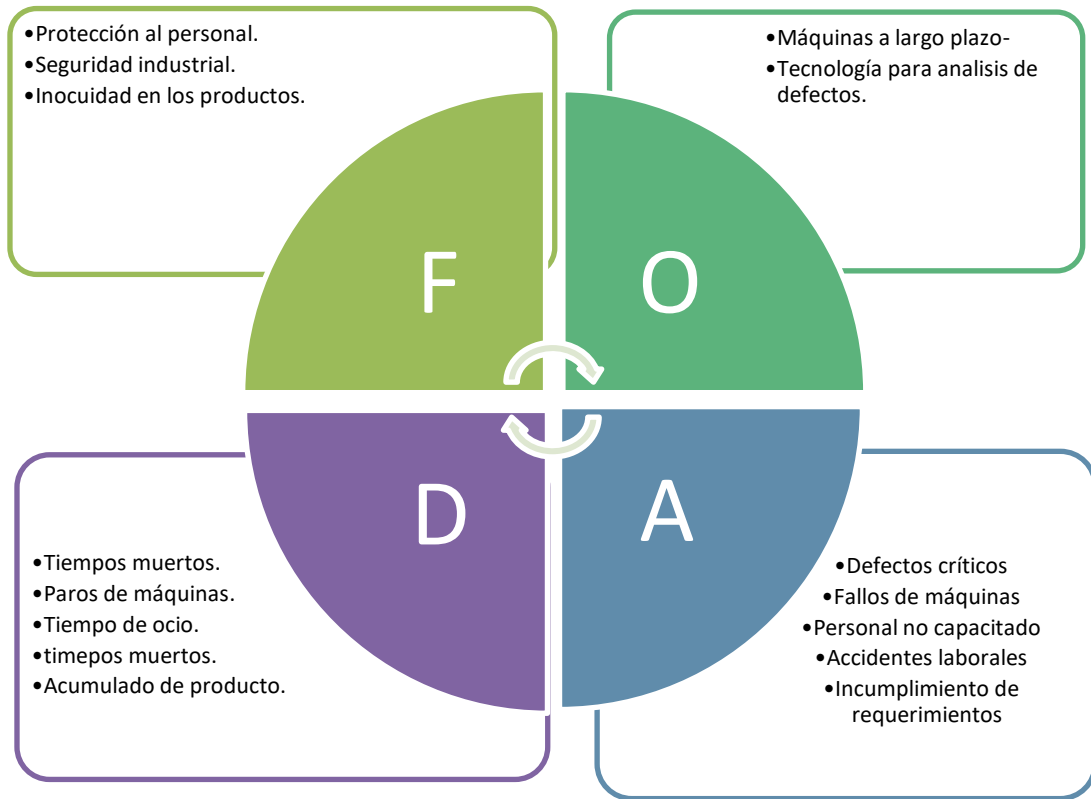 •Protección al personal.
•Seguridad industrial.
•Inocuidad en los productos.
•Máquinas a largo plazo-
•Tecnología para analisis de
defectos.
F
O
D
A
•Tiempos muertos.
•Paros de máquinas.
•Tiempo de ocio.
•timepos muertos.
•Acumulado de producto.
•Defectos críticos
•Fallos de máquinas
•Personal no capacitado
•Accidentes laborales
•Incumplimiento de
requerimientos